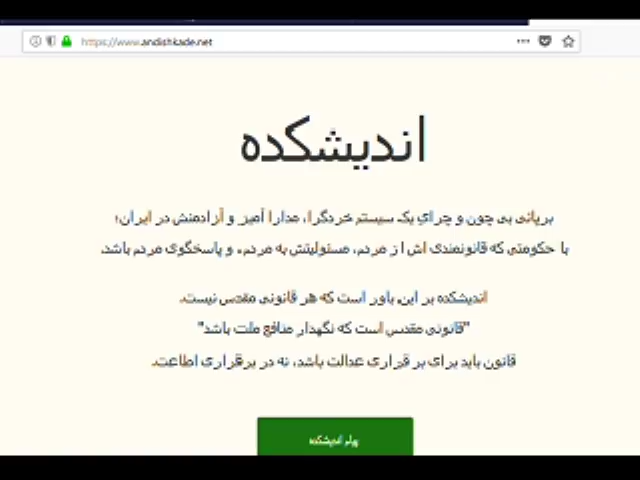 https://www.andishkade.net
اندیشکده
برپائی بی چون و چرای یک سیستم خردگرا، مدارا آمیز و آزادمنش در ایران؛
با حکومتی که قانونمندی اش از مردم، مسئولیتش به مردم، و پاسخگوی مردم باشد.
اندیشکده بر این باور است که هر قانونی مقدس نیست.
"قانونی مقدس است که نگهدار منافع ملت باشد"
قانون باید برای بر قراری عدالت باشد، نه در برقراری اطاعت.
پیام اندیشکده